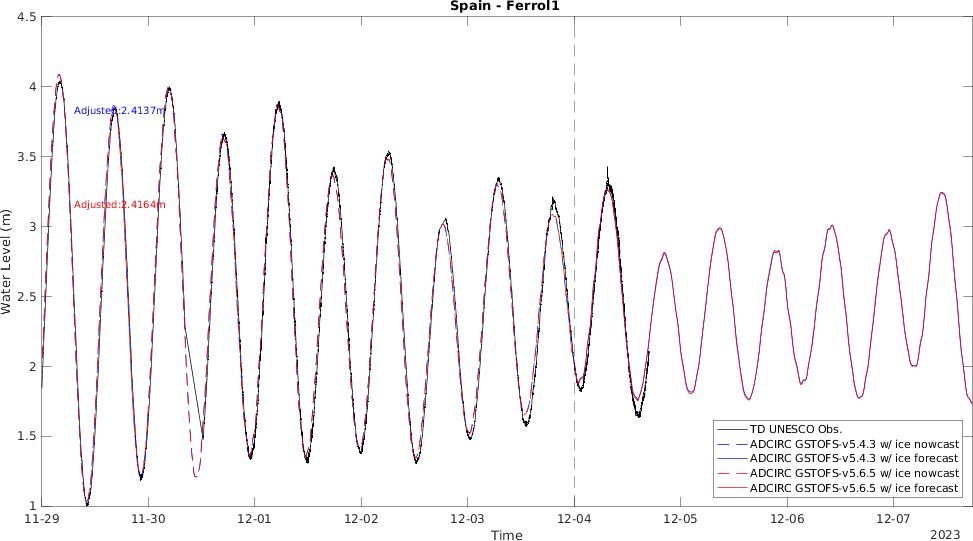 Spain - Ferrol1
4.5
4
3.5
3
2.5
2
1.5
1
Water Level (m)
Adjusted:2.4137m
Adjusted:2.4164m
TD UNESCO Obs.
ADCIRC GSTOFS-v5.4.3 w/ ice nowcast
ADCIRC GSTOFS-v5.4.3 w/ ice forecast
ADCIRC GSTOFS-v5.6.5 w/ ice nowcast
ADCIRC GSTOFS-v5.6.5 w/ ice forecast
11-29 11-30 12-01 12-02 12-03 12-04 12-05 12-06 12-07
Time
2023